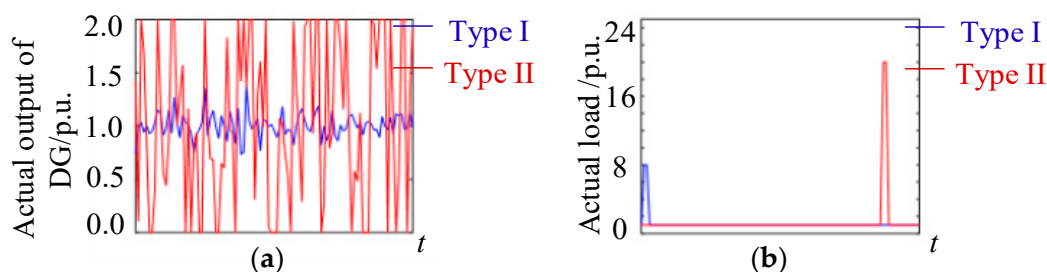 Actual output of
DG/p.u.
2.0
1.5
1.0
0.5
0.0
Type I
Type II
t
(a)
Actual load /p.u.
24
16
8
0
Type I
Type II
t
(b)